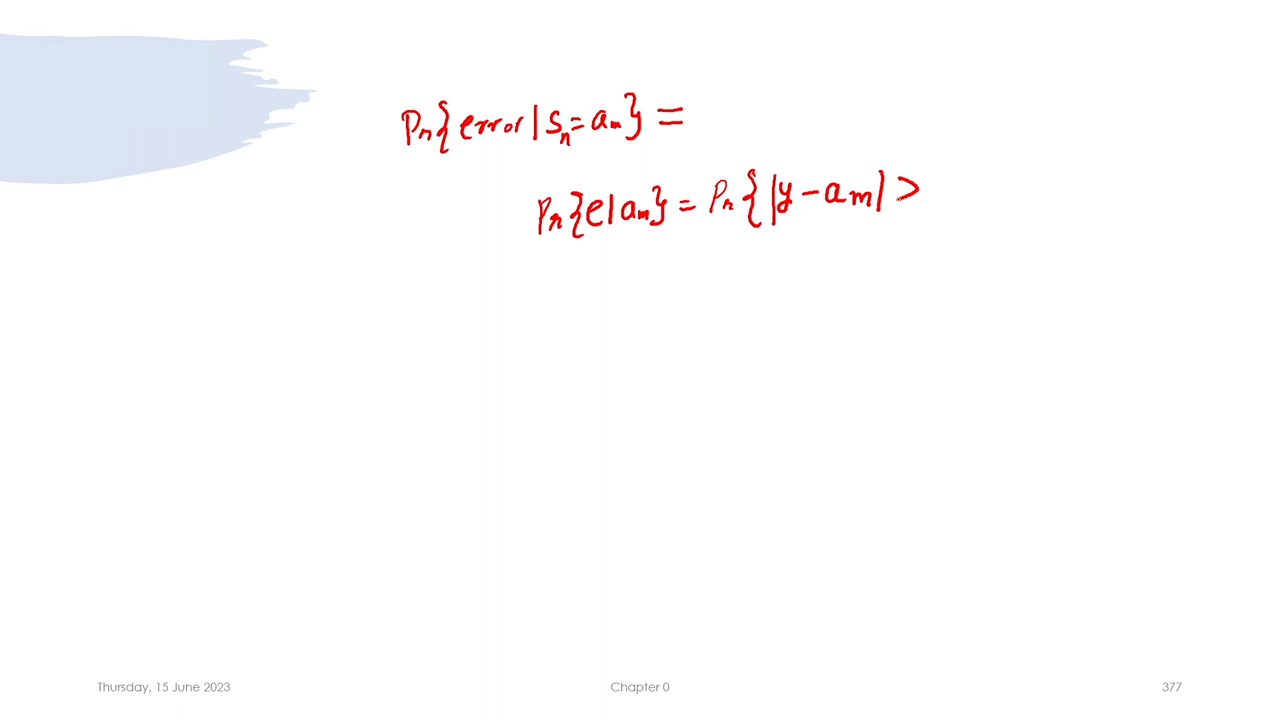 Pr{error|Sn=am} =
Pr{e|am} = Pr{|y-am| >
Thursday, 15 June 2023
Chapter 0
377